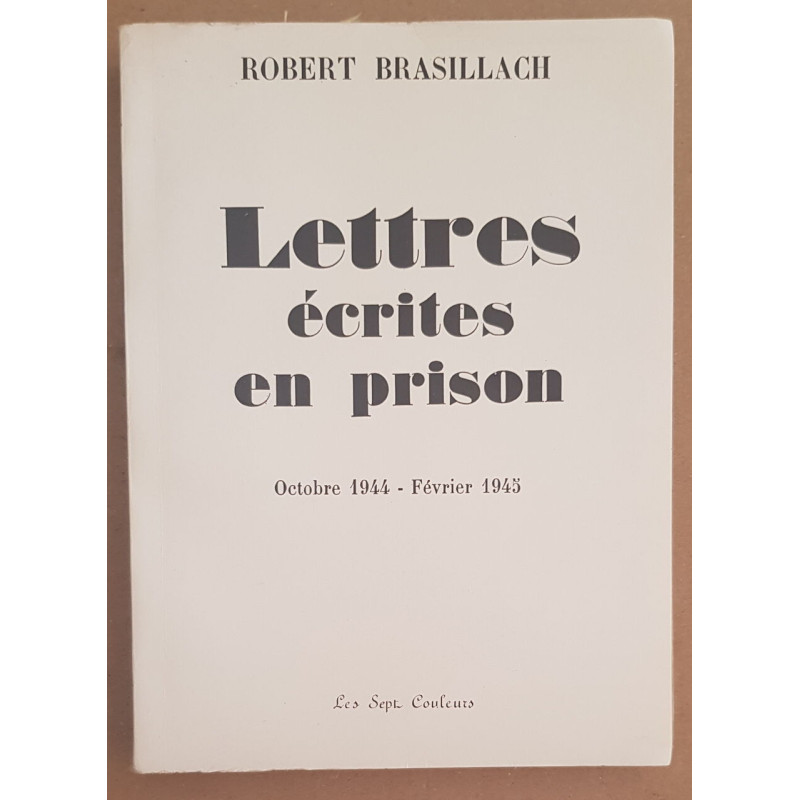 ROBERT BRASILLACH
Lettres
écrites
en prison
Octobre 1944 - Février 1945
Les Sept Couleurs